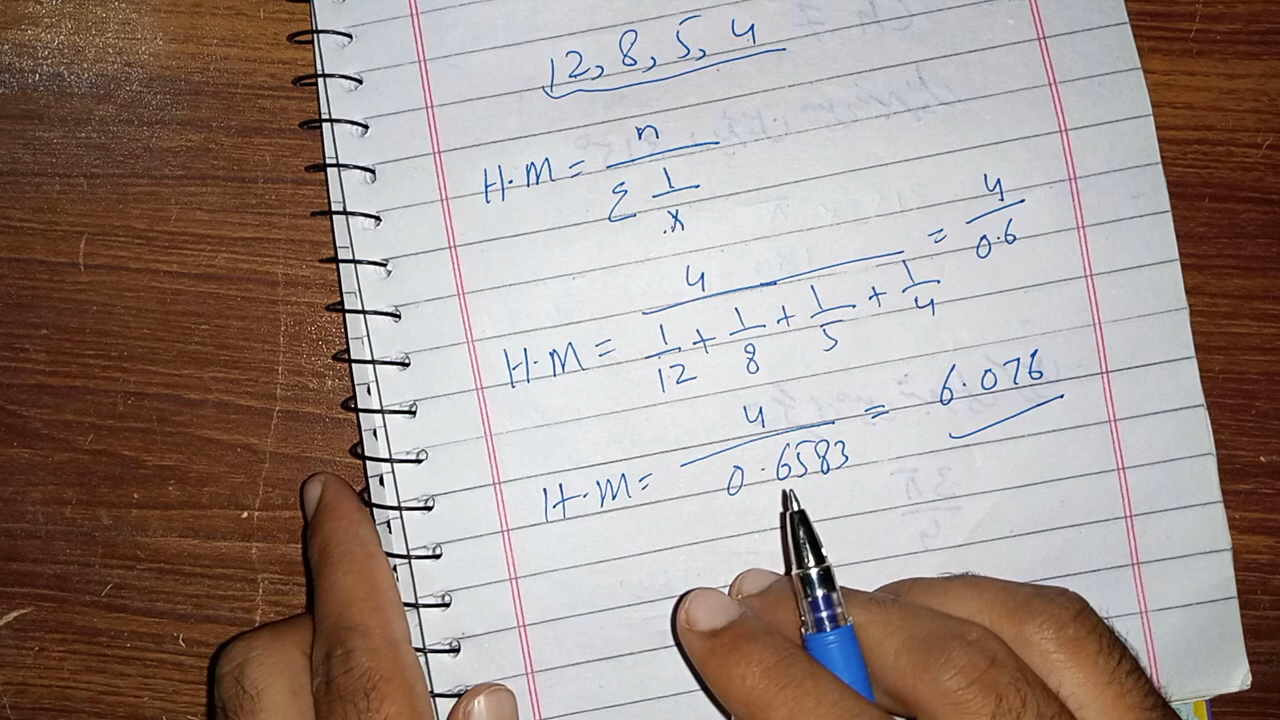 12, 8, 5, 4
H.M = n / Σ 1/x
H.M = 4 / (1/12 + 1/8 + 1/5 + 1/4) = 4/0.6
H.M = 4 / 0.6583 = 6.076